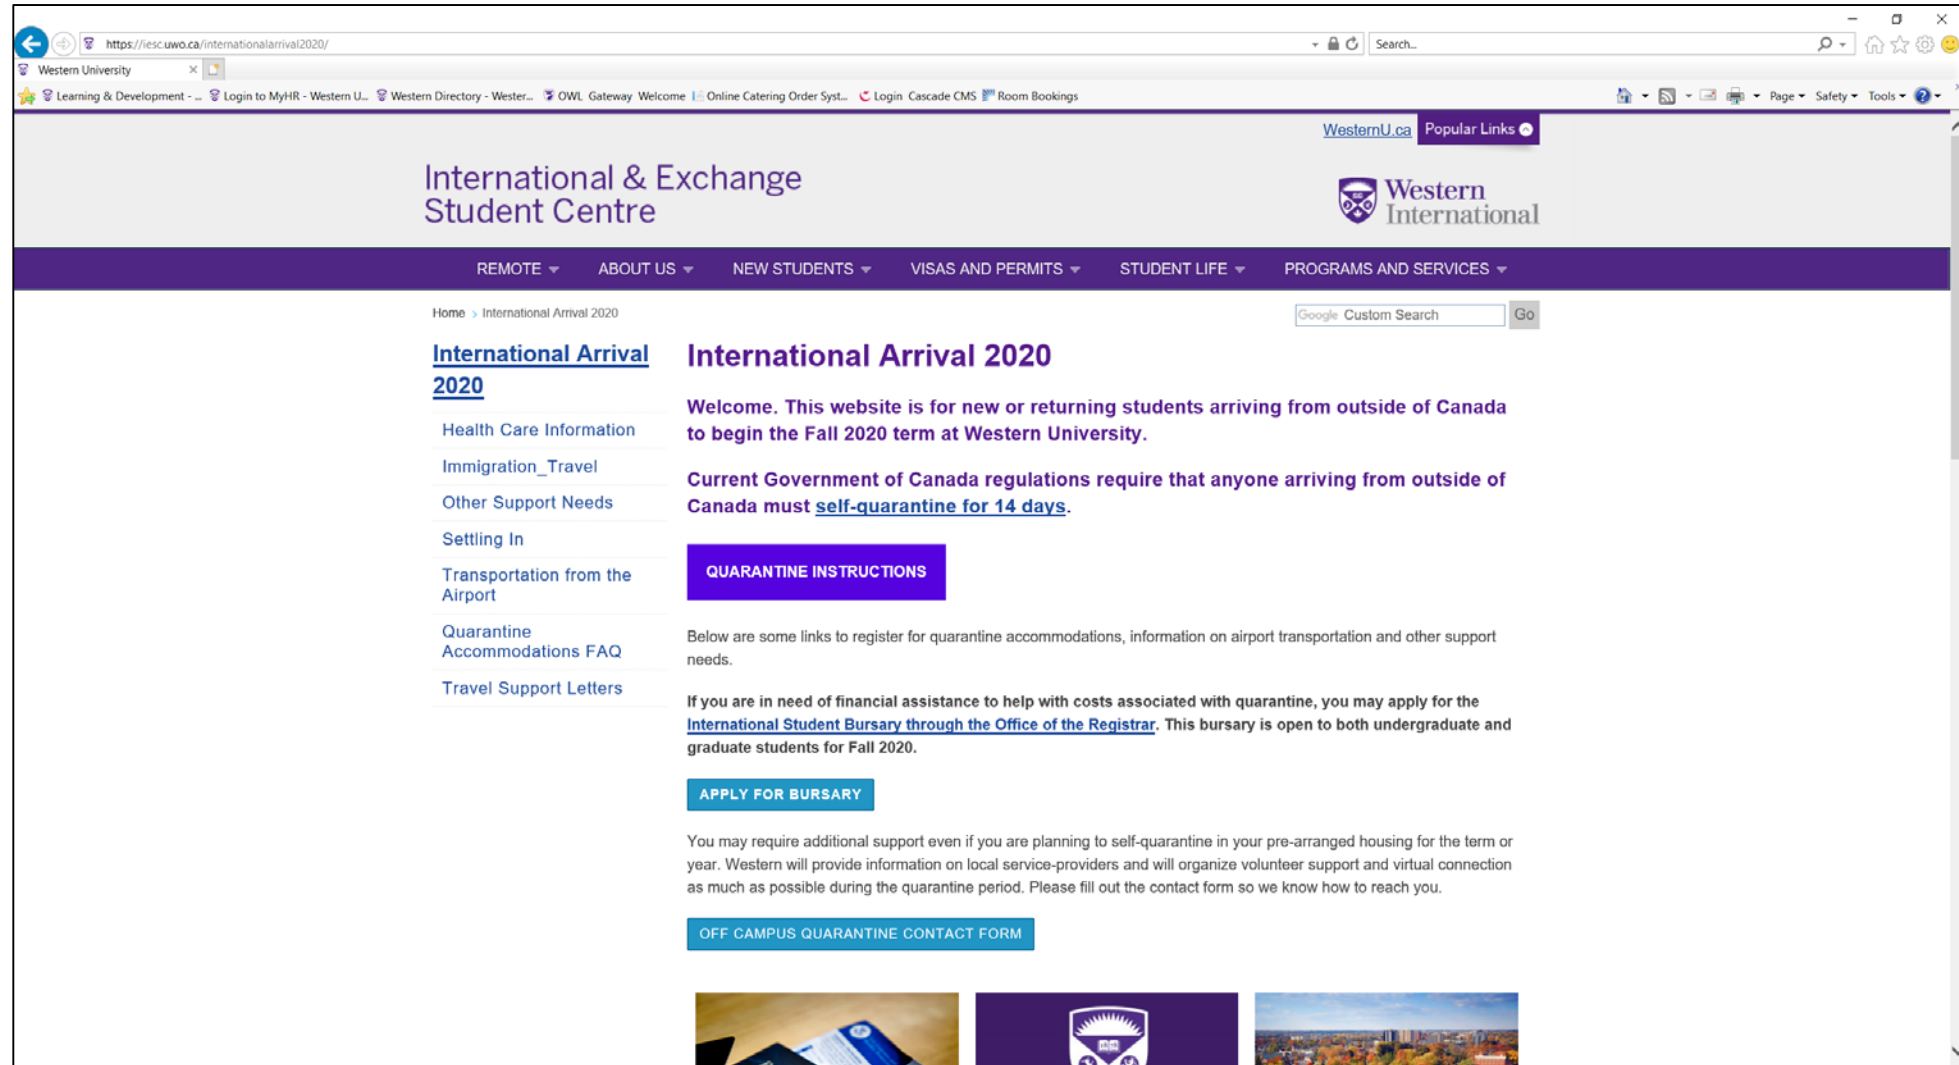 https://iesc.uwo.ca/internationalarrival2020/
Search...
Western University
Learning & Development - ... Login to MyHR - Western U... Western Directory - Wester... OWL Gateway Welcome Online Catering Order Syst... Login Cascade CMS Room Bookings
Page Safety Tools
WesternU.ca Popular Links
International & Exchange
Student Centre
Western
International
REMOTE ABOUT US NEW STUDENTS VISAS AND PERMITS STUDENT LIFE PROGRAMS AND SERVICES
Home > International Arrival 2020
Google Custom Search Go
International Arrival
2020
Health Care Information
Immigration_Travel
Other Support Needs
Settling In
Transportation from the
Airport
Quarantine
Accommodations FAQ
Travel Support Letters
International Arrival 2020
Welcome. This website is for new or returning students arriving from outside of Canada
to begin the Fall 2020 term at Western University.
Current Government of Canada regulations require that anyone arriving from outside of
Canada must self-quarantine for 14 days.
QUARANTINE INSTRUCTIONS
Below are some links to register for quarantine accommodations, information on airport transportation and other support
needs.
If you are in need of financial assistance to help with costs associated with quarantine, you may apply for the
International Student Bursary through the Office of the Registrar. This bursary is open to both undergraduate and
graduate students for Fall 2020.
APPLY FOR BURSARY
You may require additional support even if you are planning to self-quarantine in your pre-arranged housing for the term or
year. Western will provide information on local service-providers and will organize volunteer support and virtual connection
as much as possible during the quarantine period. Please fill out the contact form so we know how to reach you.
OFF CAMPUS QUARANTINE CONTACT FORM